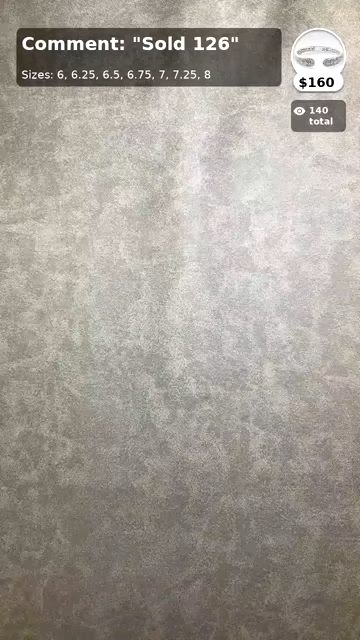 Comment: "Sold 126"
Sizes: 6, 6.25, 6.5, 6.75, 7, 7.25, 8
$160
140
total